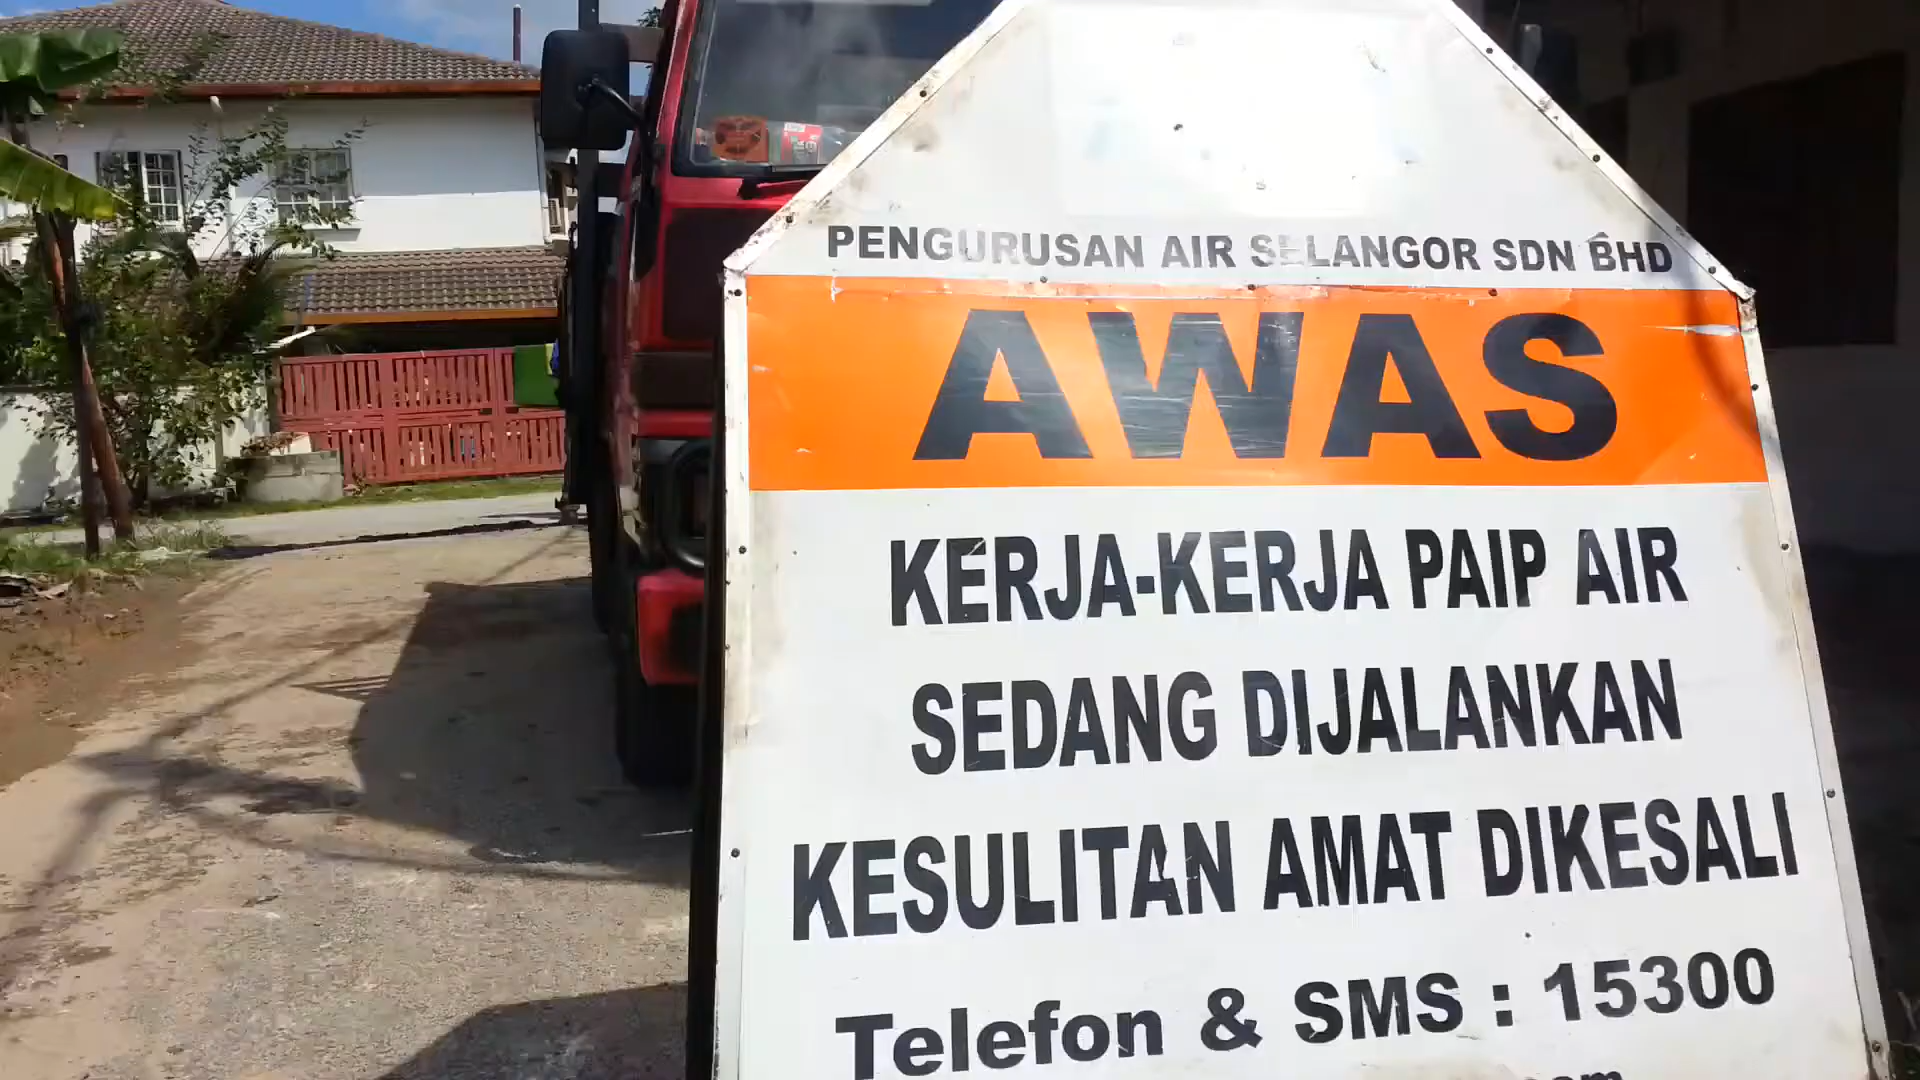 PENGURUSAN AIR SELANGOR SDN BHD
AWAS
KERJA-KERJA PAIP AIR
SEDANG DIJALANKAN
KESULITAN AMAT DIKESALI
Telefon & SMS : 15300